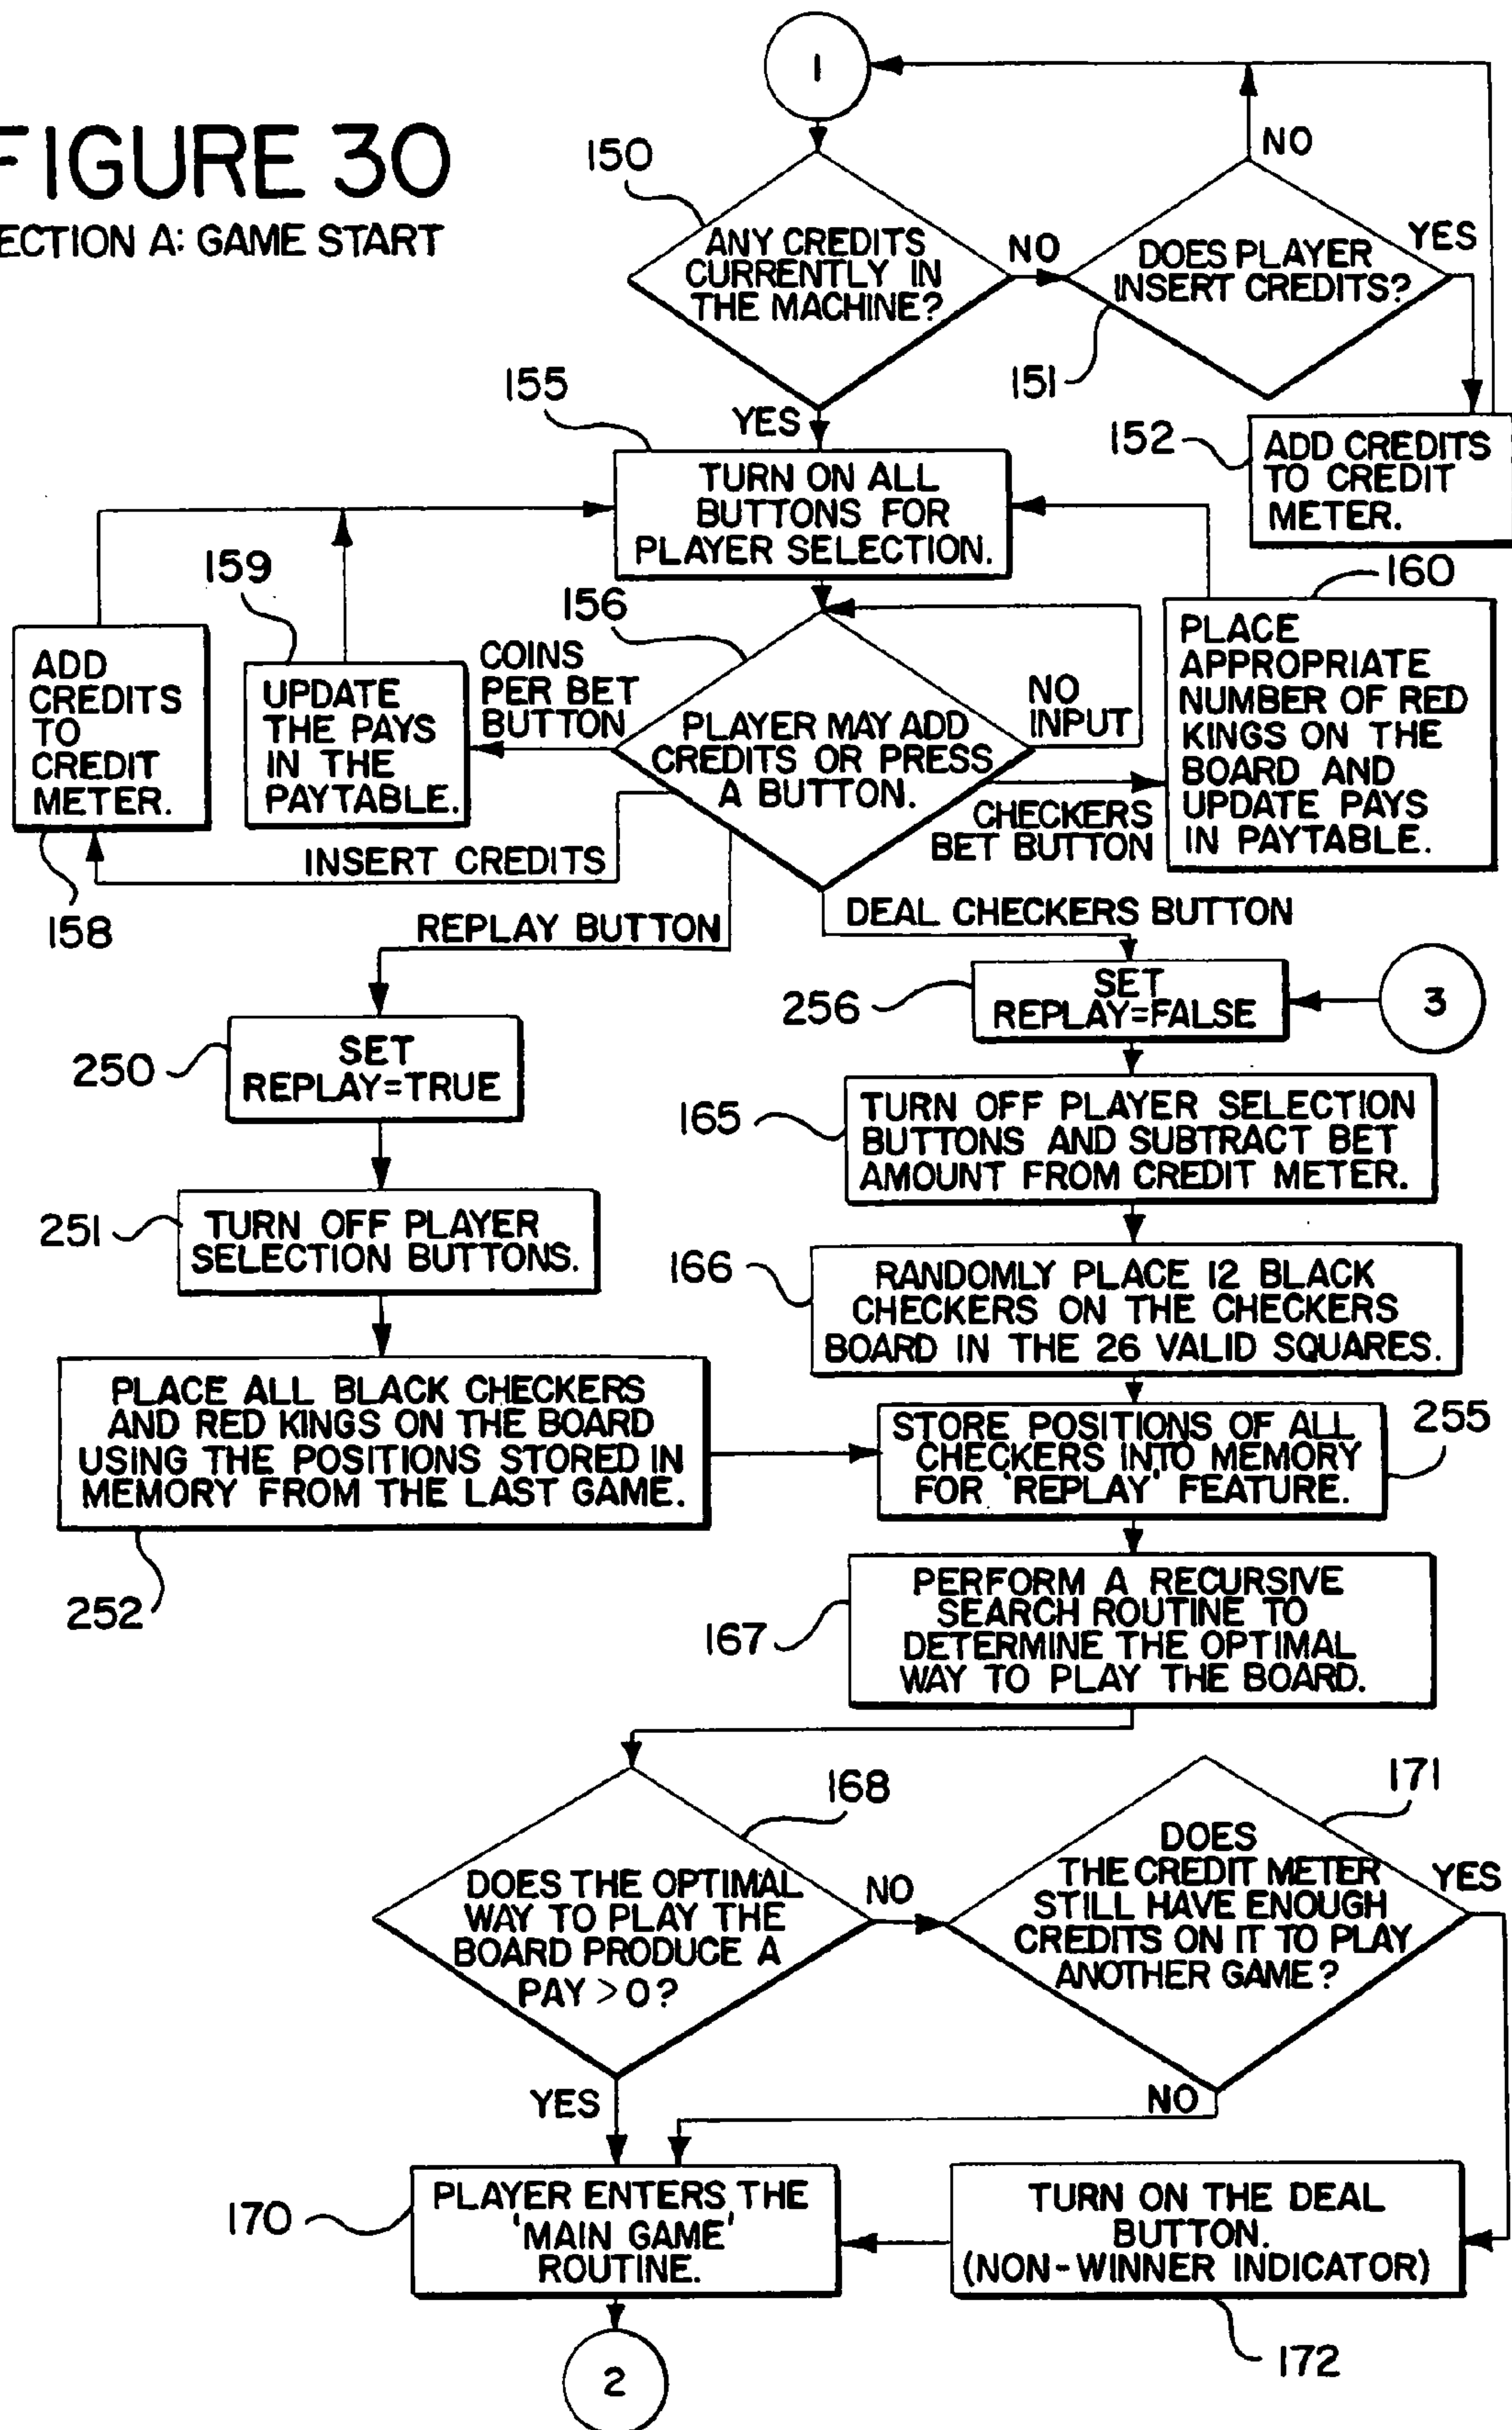 FIGURE 30
ECTION A: GAME START
1
150
ANY CREDITS
CURRENTLY IN
THE MACHINE?
NO
NO
DOES PLAYER
INSERT CREDITS?
YES
151
152
ADD CREDITS
TO CREDIT
METER.
YES
155
TURN ON ALL
BUTTONS FOR
PLAYER SELECTION.
156
PLAYER MAY ADD
CREDITS OR PRESS
A BUTTON.
NO
INPUT
159
COINS
PER BET
BUTTON
UPDATE
THE PAYS
IN THE
PAYTABLE.
ADD
CREDITS
TO
CREDIT
METER.
158
INSERT CREDITS
160
PLACE
APPROPRIATE
NUMBER OF RED
KINGS ON THE
BOARD AND
UPDATE PAYS
IN PAYTABLE.
CHECKERS
BET BUTTON
REPLAY BUTTON
DEAL CHECKERS BUTTON
250
SET
REPLAY=TRUE
256
SET
REPLAY=FALSE
3
251
TURN OFF PLAYER
SELECTION BUTTONS.
165
TURN OFF PLAYER SELECTION
BUTTONS AND SUBTRACT BET
AMOUNT FROM CREDIT METER.
166
RANDOMLY PLACE 12 BLACK
CHECKERS ON THE CHECKERS
BOARD IN THE 26 VALID SQUARES.
PLACE ALL BLACK CHECKERS
AND RED KINGS ON THE BOARD
USING THE POSITIONS STORED IN
MEMORY FROM THE LAST GAME.
252
STORE POSITIONS OF ALL
CHECKERS INTO MEMORY
FOR 'REPLAY' FEATURE.
255
167
PERFORM A RECURSIVE
SEARCH ROUTINE TO
DETERMINE THE OPTIMAL
WAY TO PLAY THE BOARD.
168
DOES THE OPTIMAL
WAY TO PLAY THE
BOARD PRODUCE A
PAY >0?
NO
171
DOES
THE CREDIT METER
STILL HAVE ENOUGH
CREDITS ON IT TO PLAY
ANOTHER GAME?
YES
YES
NO
170
PLAYER ENTERS THE
'MAIN GAME'
ROUTINE.
TURN ON THE DEAL
BUTTON.
(NON-WINNER INDICATOR)
172
2